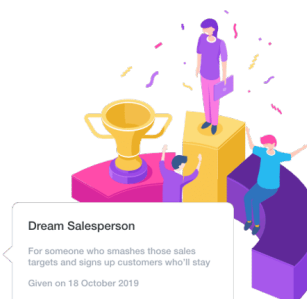 Dream Salesperson
For someone who smashes those sales
targets and signs up customers who'll stay
Given on 18 October 2019